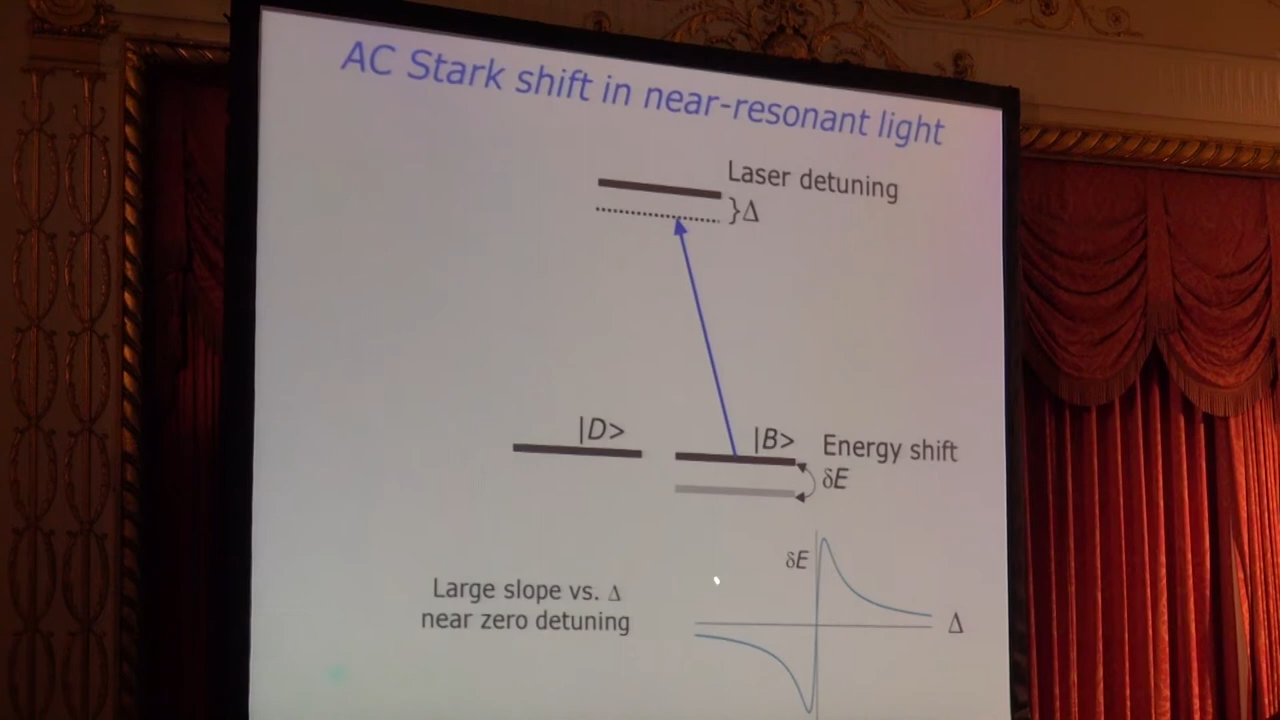 AC Stark shift in near-resonant light
Laser detuning
}Δ
|D>
|B>
Energy shift
δE
δE
Large slope vs. Δ
near zero detuning
Δ